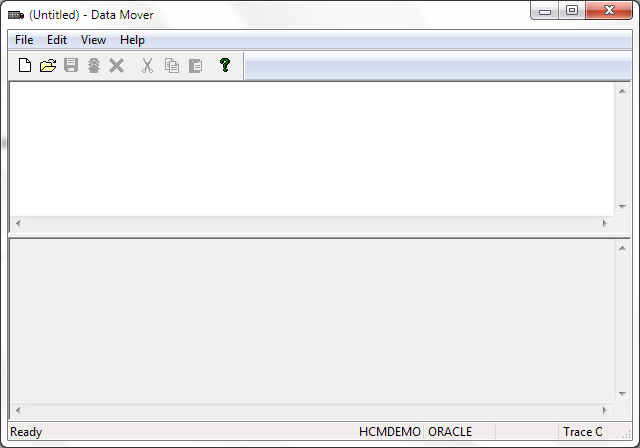 (Untitled) - Data Mover
File Edit View Help
Ready HCMDEMO ORACLE Trace O